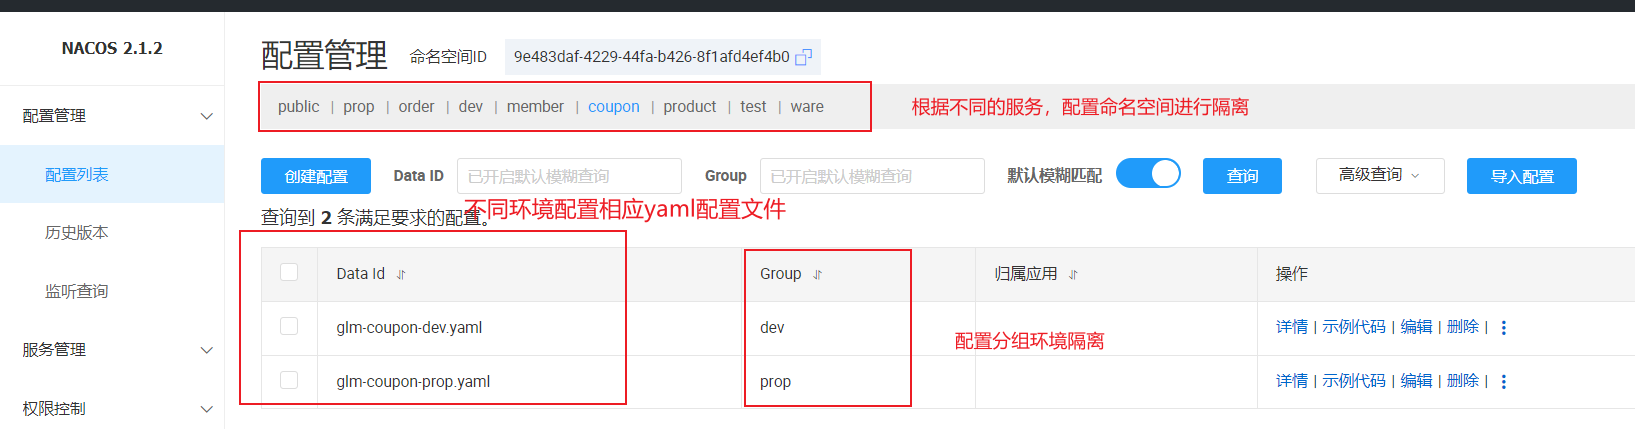 NACOS 2.1.2
配置管理
配置列表
历史版本
监听查询
服务管理
权限控制
配置管理 命名空间ID 9e483daf-4229-44fa-b426-8f1afd4ef4b0
public | prop | order | dev | member | coupon | product | test | ware
根据不同的服务，配置命名空间进行隔离
创建配置 Data ID 已开启默认模糊查询 Group 已开启默认模糊查询 默认模糊匹配 查询 高级查询 导入配置
不同环境配置相应yaml配置文件
查询到 2 条满足要求的配置。
Data Id Group 归属应用 操作
glm-coupon-dev.yaml dev 详情 | 示例代码 | 编辑 | 删除 |
配置分组环境隔离
glm-coupon-prop.yaml prop 详情 | 示例代码 | 编辑 | 删除 |